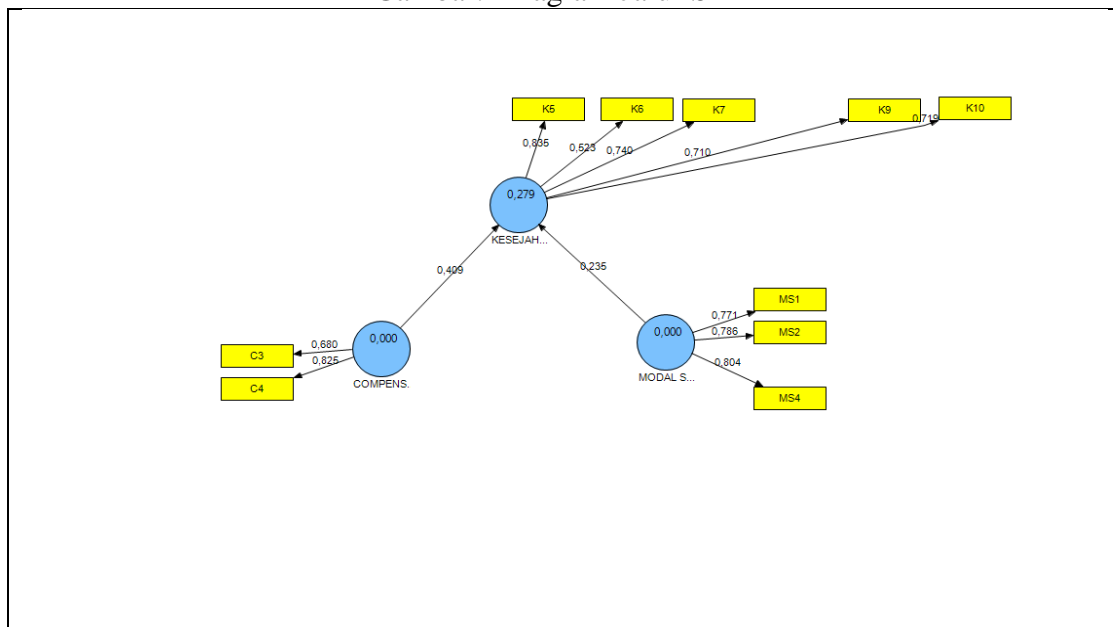 K5 K6 K7 K9 K10
0,719
0,835 0,523 0,740 0,710
0,279
KESEJAH...
0,409 0,235
MS1
0,771
MS2
0,786
0,000 0,000
0,680 0,804
C3
0,825
COMPENS. MODAL S...
C4 MS4